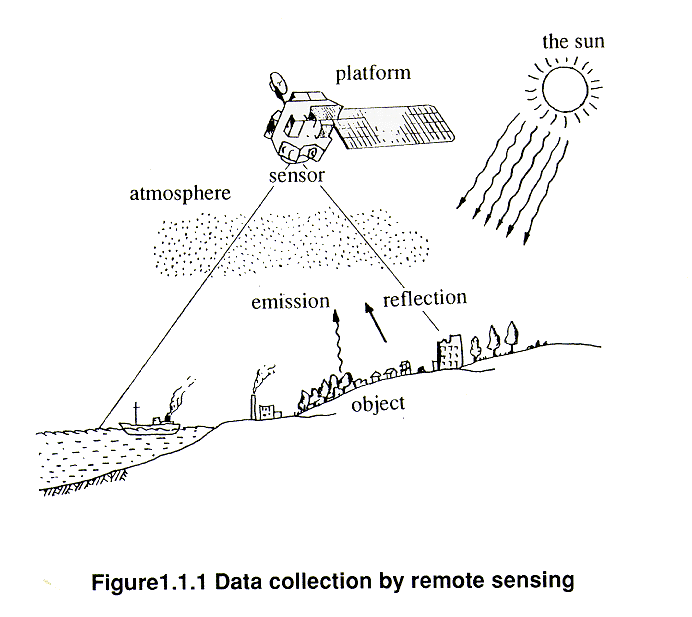 the sun
platform
sensor
atmosphere
emission
reflection
object
Figure1.1.1 Data collection by remote sensing